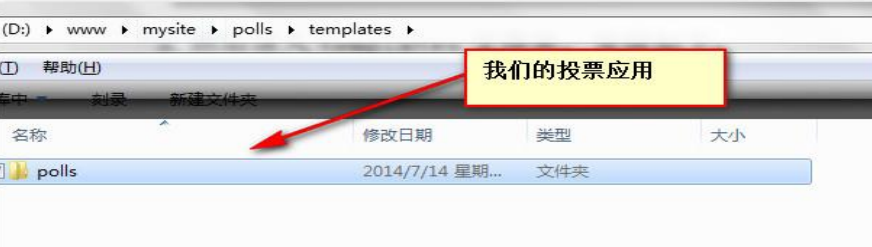 (D:) ▸ www ▸ mysite ▸ polls ▸ templates ▸
(T) 帮助(H)
我们的投票应用
库中 刻录 新建文件夹
名称 修改日期 类型 大小
polls 2014/7/14 星期... 文件夹